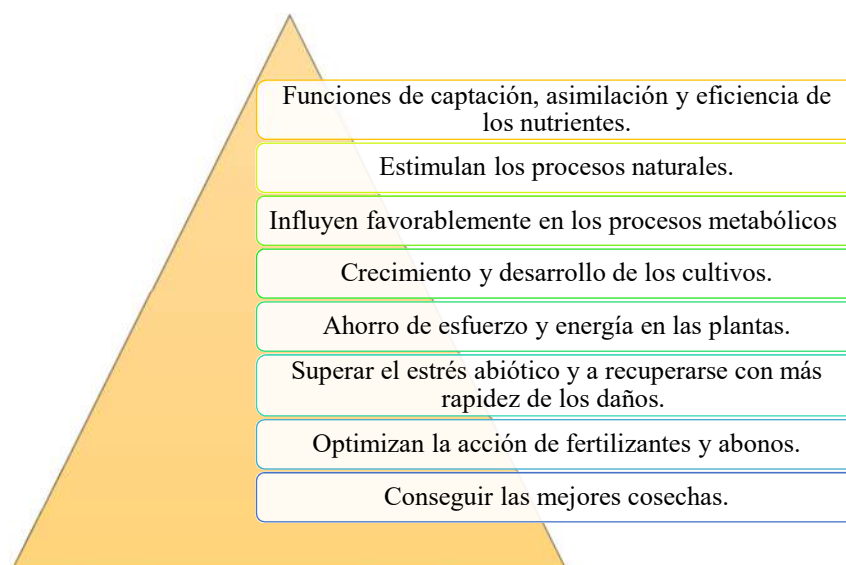 Funciones de captación, asimilación y eficiencia de
los nutrientes.
Estimulan los procesos naturales.
Influyen favorablemente en los procesos metabólicos
Crecimiento y desarrollo de los cultivos.
Ahorro de esfuerzo y energía en las plantas.
Superar el estrés abiótico y a recuperarse con más
rapidez de los daños.
Optimizan la acción de fertilizantes y abonos.
Conseguir las mejores cosechas.